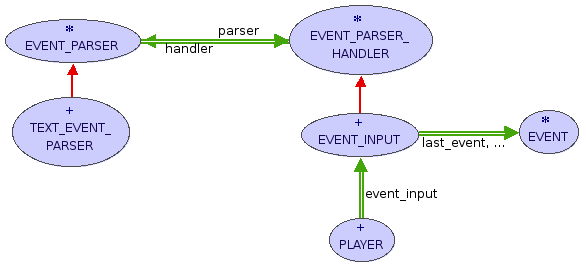 *
EVENT_PARSER
parser
handler
*
EVENT_PARSER_
HANDLER
+
TEXT_EVENT_
PARSER
+
EVENT_INPUT
last_event, ...
*
EVENT
event_input
+
PLAYER